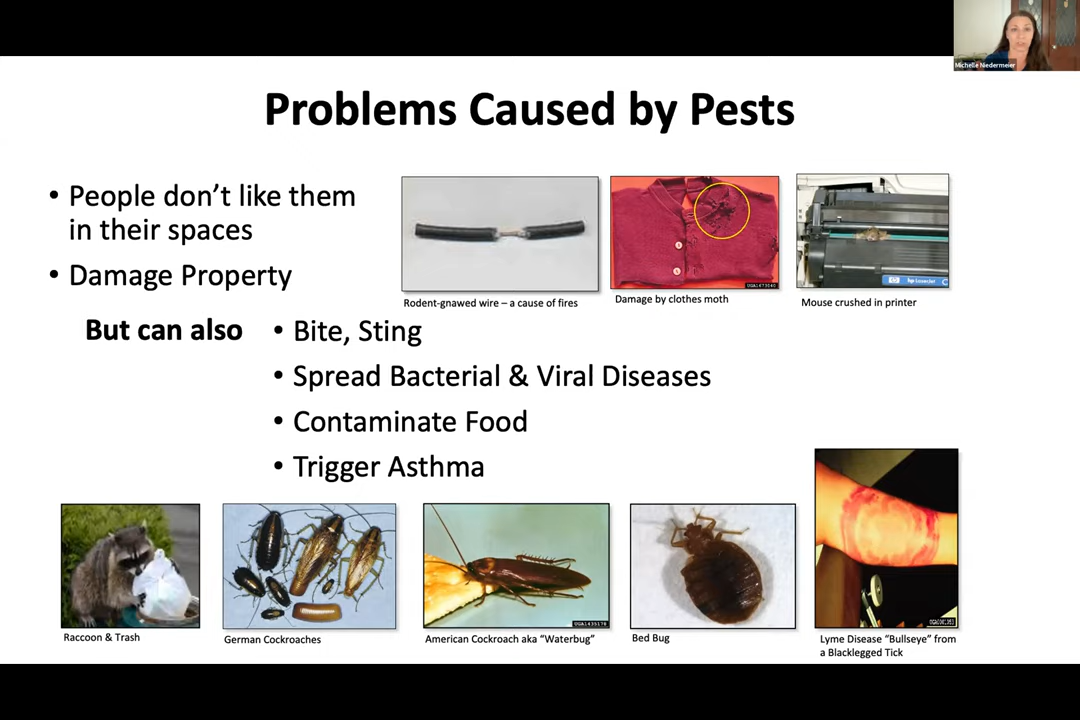 Michelle Niedermeier
Problems Caused by Pests
• People don’t like them
in their spaces
• Damage Property
Rodent-gnawed wire – a cause of fires
UGA1673040
Damage by clothes moth
hp
Mouse crushed in printer
But can also
• Bite, Sting
• Spread Bacterial & Viral Diseases
• Contaminate Food
• Trigger Asthma
Raccoon & Trash
German Cockroaches
UGA1435178
American Cockroach aka “Waterbug”
Bed Bug
Lyme Disease “Bullseye” from
a Blacklegged Tick